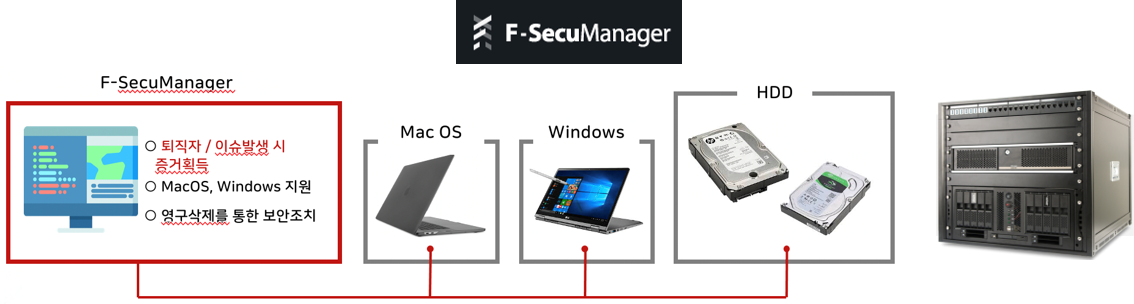 F-SecuManager
F-SecuManager
○ 퇴직자 / 이슈발생 시
증거획득
○ MacOS, Windows 지원
○ 영구삭제를 통한 보안조치
Mac OS
Windows
HDD